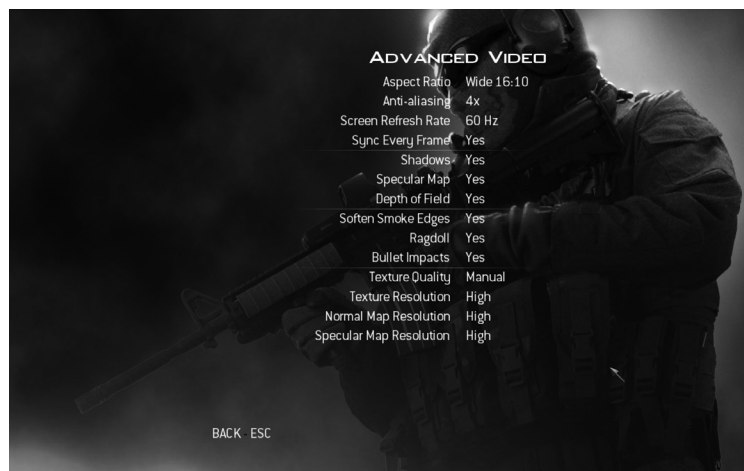 Advanced Video
Aspect Ratio Wide 16:10
Anti-aliasing 4x
Screen Refresh Rate 60 Hz
Sync Every Frame Yes
Shadows Yes
Specular Map Yes
Depth of Field Yes
Soften Smoke Edges Yes
Ragdoll Yes
Bullet Impacts Yes
Texture Quality Manual
Texture Resolution High
Normal Map Resolution High
Specular Map Resolution High
BACK - ESC